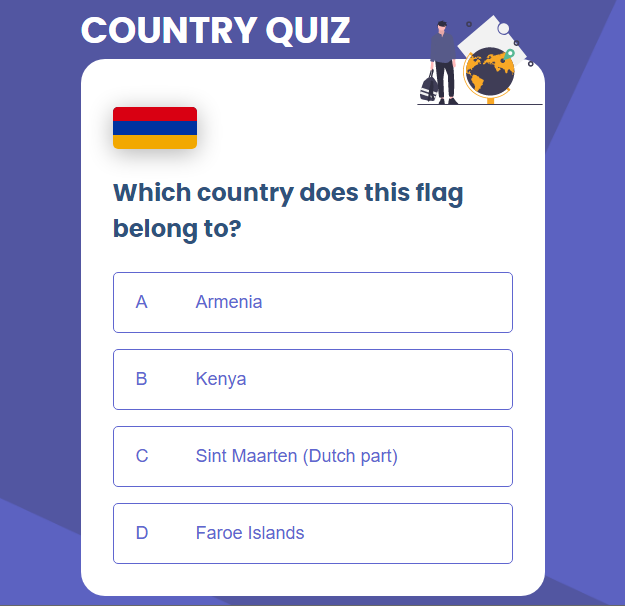 COUNTRY QUIZ
Which country does this flag
belong to?
A Armenia
B Kenya
C Sint Maarten (Dutch part)
D Faroe Islands